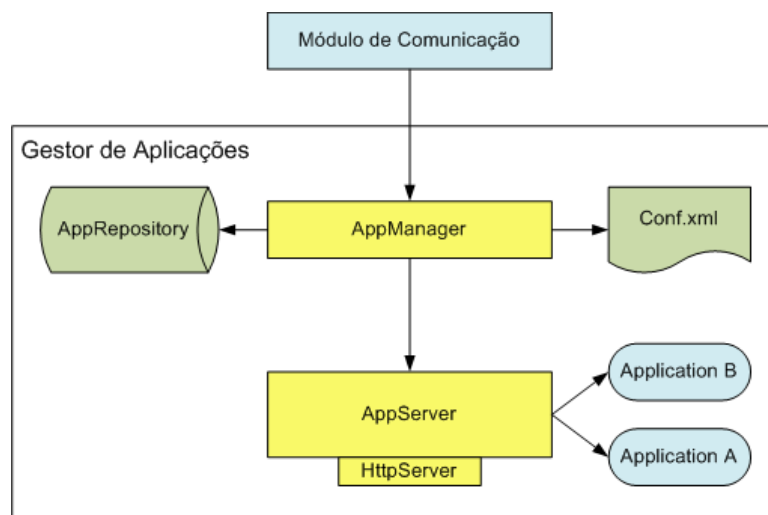 Módulo de Comunicação
Gestor de Aplicações
AppRepository
AppManager
Conf.xml
Application B
AppServer
Application A
HttpServer